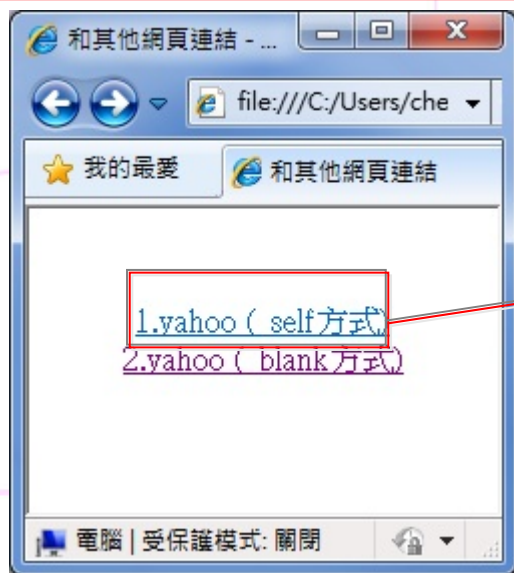 和其他網頁連結 - ...
file:///C:/Users/che
我的最愛
和其他網頁連結
1.yahoo (_self方式)
2.yahoo (_blank方式)
電腦 | 受保護模式: 關閉